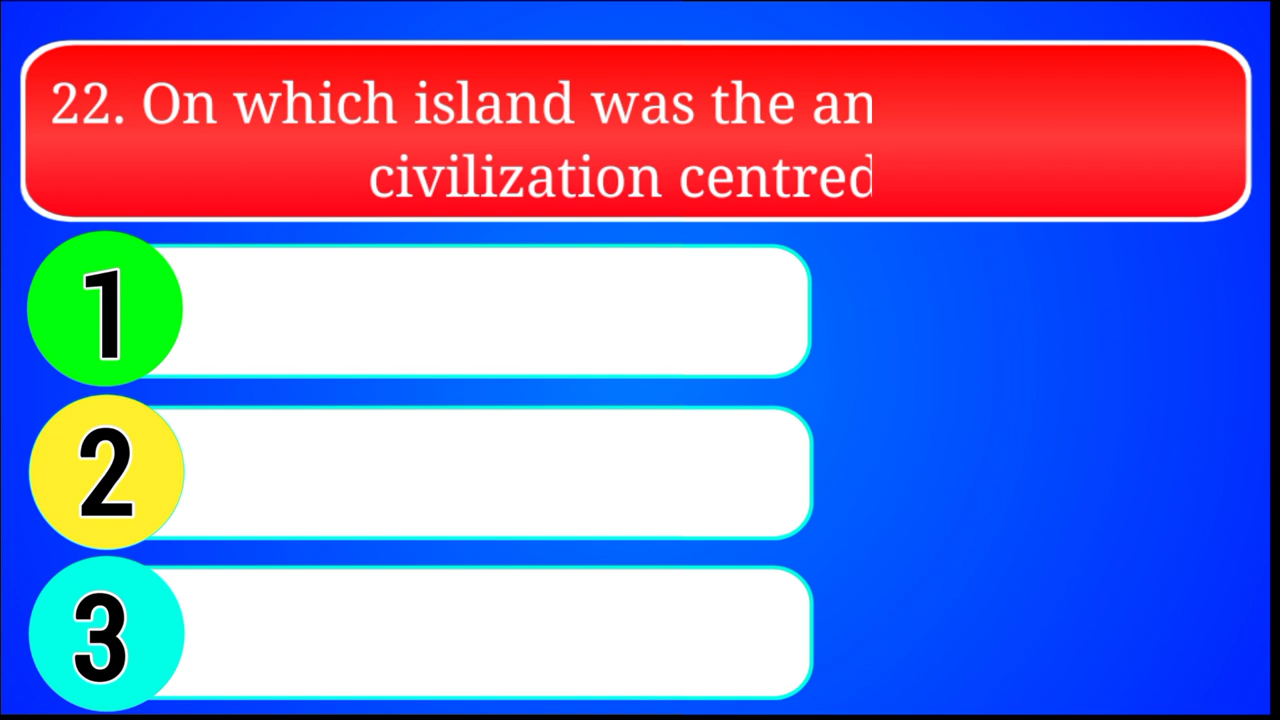 22. On which island was the an
civilization centred
1
2
3